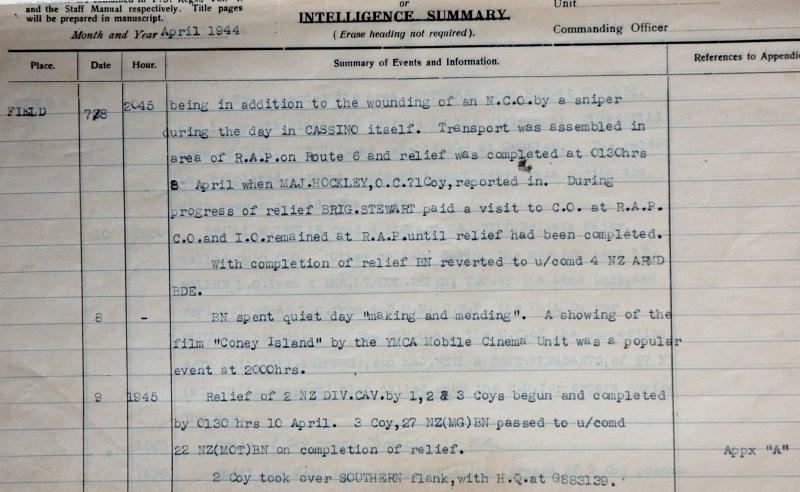 and the Staff Manual respectively. Title pages
will be prepared in manuscript.
Month and Year April 1944
or
INTELLIGENCE SUMMARY.
(Erase heading not required).
Unit
Commanding Officer
Place. Date Hour. Summary of Events and Information. References to Appendic
FIELD 7/8 2045 being in addition to the wounding of an N.C.O.by a sniper
during the day in CASSINO itself. Transport was assembled in
area of R.A.P.on Route 6 and relief was completed at 0130hrs
8 April when MAJ.HOCKLEY,O.C.71Coy,reported in. During
progress of relief BRIG.STEWART paid a visit to C.O. at R.A.P.
C.O.and I.O.remained at R.A.P.until relief had been completed.
With completion of relief BN reverted to u/comd 4 NZ ARMD
BDE.
8 - BN spent quiet day "making and mending". A showing of the
film "Coney Island" by the YMCA Mobile Cinema Unit was a popular
event at 2000hrs.
9 1945 Relief of 2 NZ DIV.CAV.by 1,2 & 3 Coys begun and completed
by 0130 hrs 10 April. 3 Coy,27 NZ(MG)BN passed to u/comd
22 NZ(MOT)BN on completion of relief. Appx "A"
2 Coy took over SOUTHERN flank,with H.Q.at G883139.